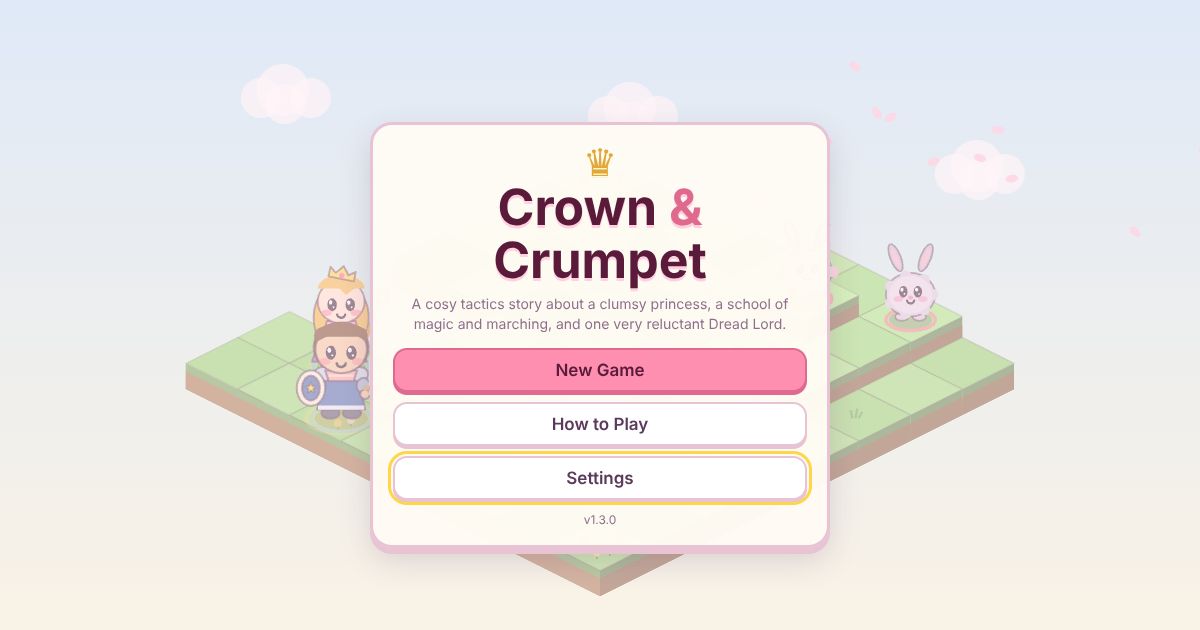 Crown &
Crumpet
A cosy tactics story about a clumsy princess, a school of
magic and marching, and one very reluctant Dread Lord.
New Game
How to Play
Settings
v1.3.0